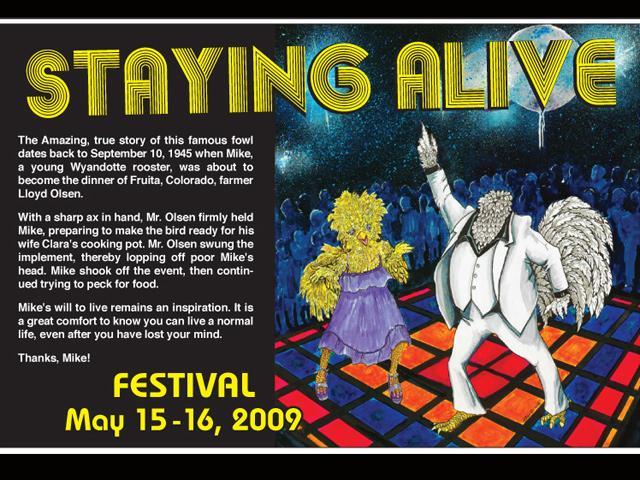 STAYING ALIVE
The Amazing, true story of this famous fowl
dates back to September 10, 1945 when Mike,
a young Wyandotte rooster, was about to
become the dinner of Fruita, Colorado, farmer
Lloyd Olsen.
With a sharp ax in hand, Mr. Olsen firmly held
Mike, preparing to make the bird ready for his
wife Clara's cooking pot. Mr. Olsen swung the
implement, thereby lopping off poor Mike's
head. Mike shook off the event, then contin-
ued trying to peck for food.
Mike's will to live remains an inspiration. It is
a great comfort to know you can live a normal
life, even after you have lost your mind.
Thanks, Mike!
FESTIVAL
May 15-16, 2009